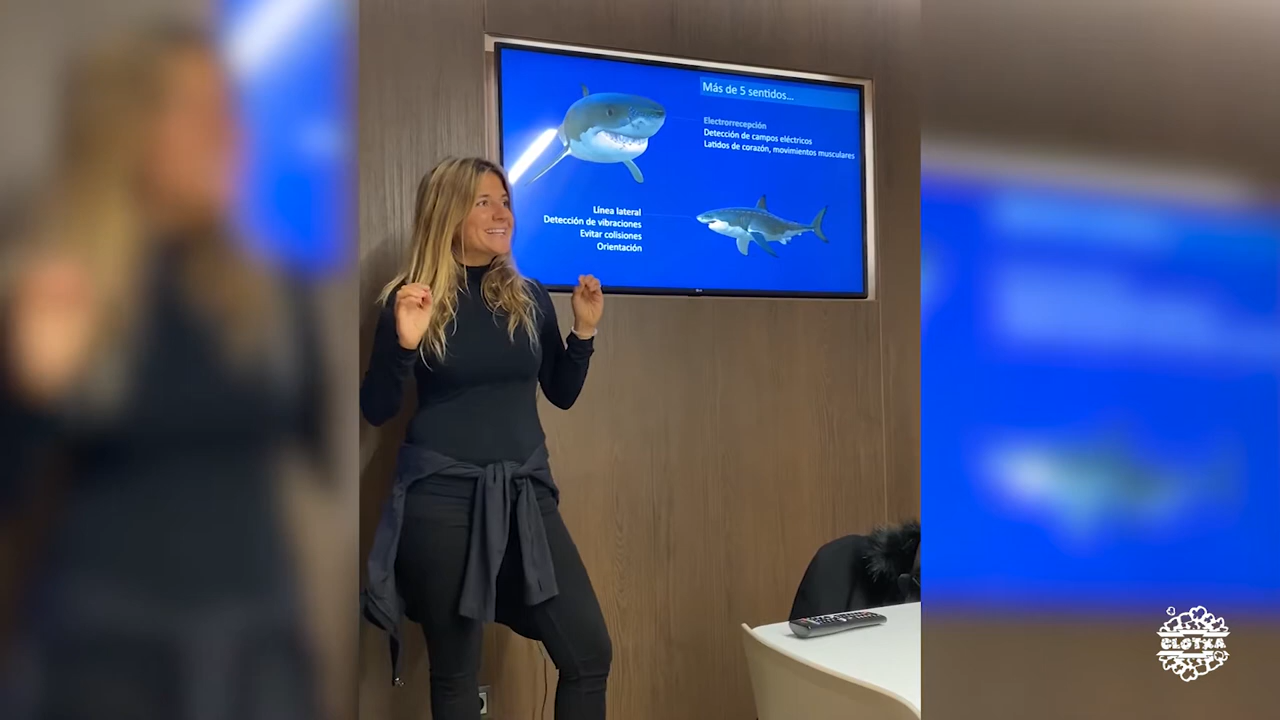 Más de 5 sentidos...
Electrorrecepción
Detección de campos eléctricos
Latidos de corazón, movimientos musculares
Línea lateral
Detección de vibraciones
Evitar colisiones
Orientación
CLOTXA